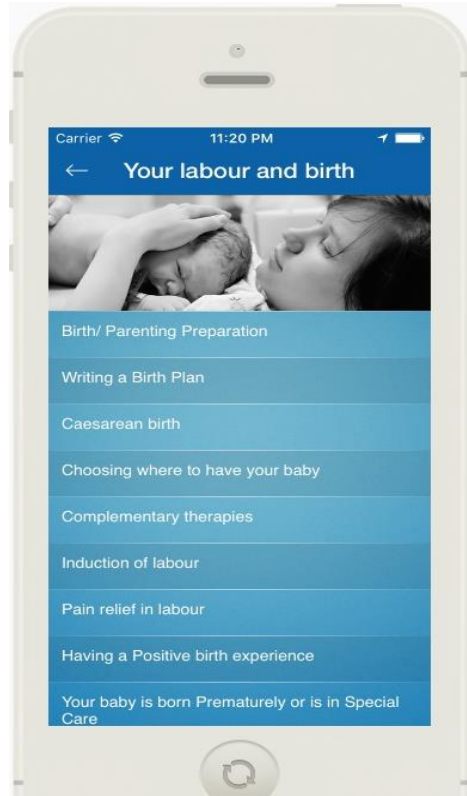 Carrier 11:20 PM
Your labour and birth
Birth/ Parenting Preparation
Writing a Birth Plan
Caesarean birth
Choosing where to have your baby
Complementary therapies
Induction of labour
Pain relief in labour
Having a Positive birth experience
Your baby is born Prematurely or is in Special
Care